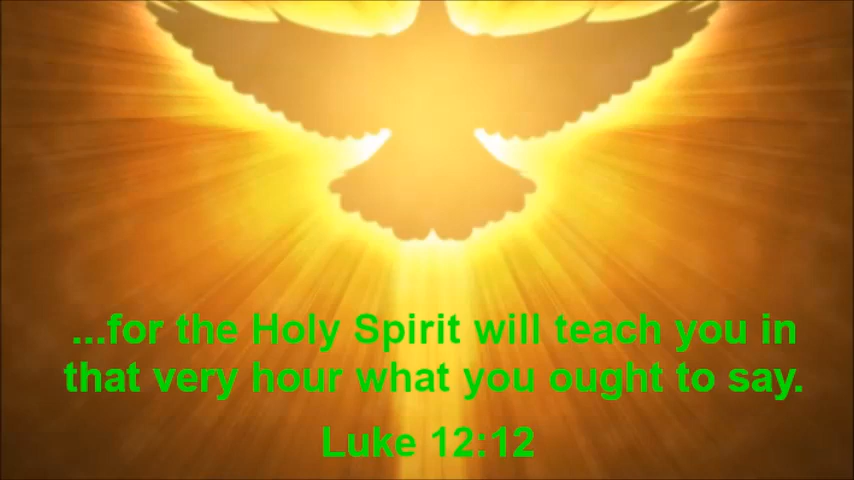 ...for the Holy Spirit will teach you in
that very hour what you ought to say.
Luke 12:12